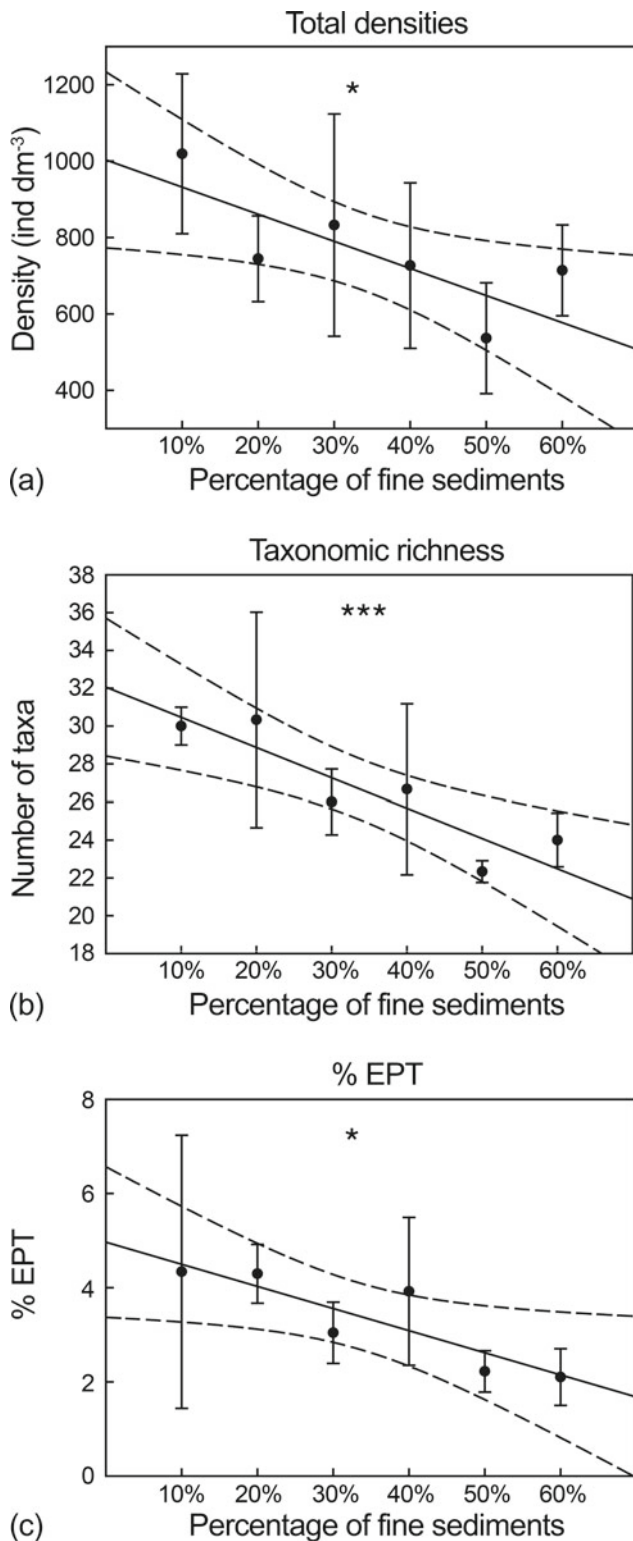 Total densities
*
1200
1000
800
600
400
Density (ind dm⁻³)
10% 20% 30% 40% 50% 60%
Percentage of fine sediments
(a)
Taxonomic richness
***
38
36
34
32
30
28
26
24
22
20
18
Number of taxa
10% 20% 30% 40% 50% 60%
Percentage of fine sediments
(b)
% EPT
*
8
6
4
2
0
% EPT
10% 20% 30% 40% 50% 60%
Percentage of fine sediments
(c)